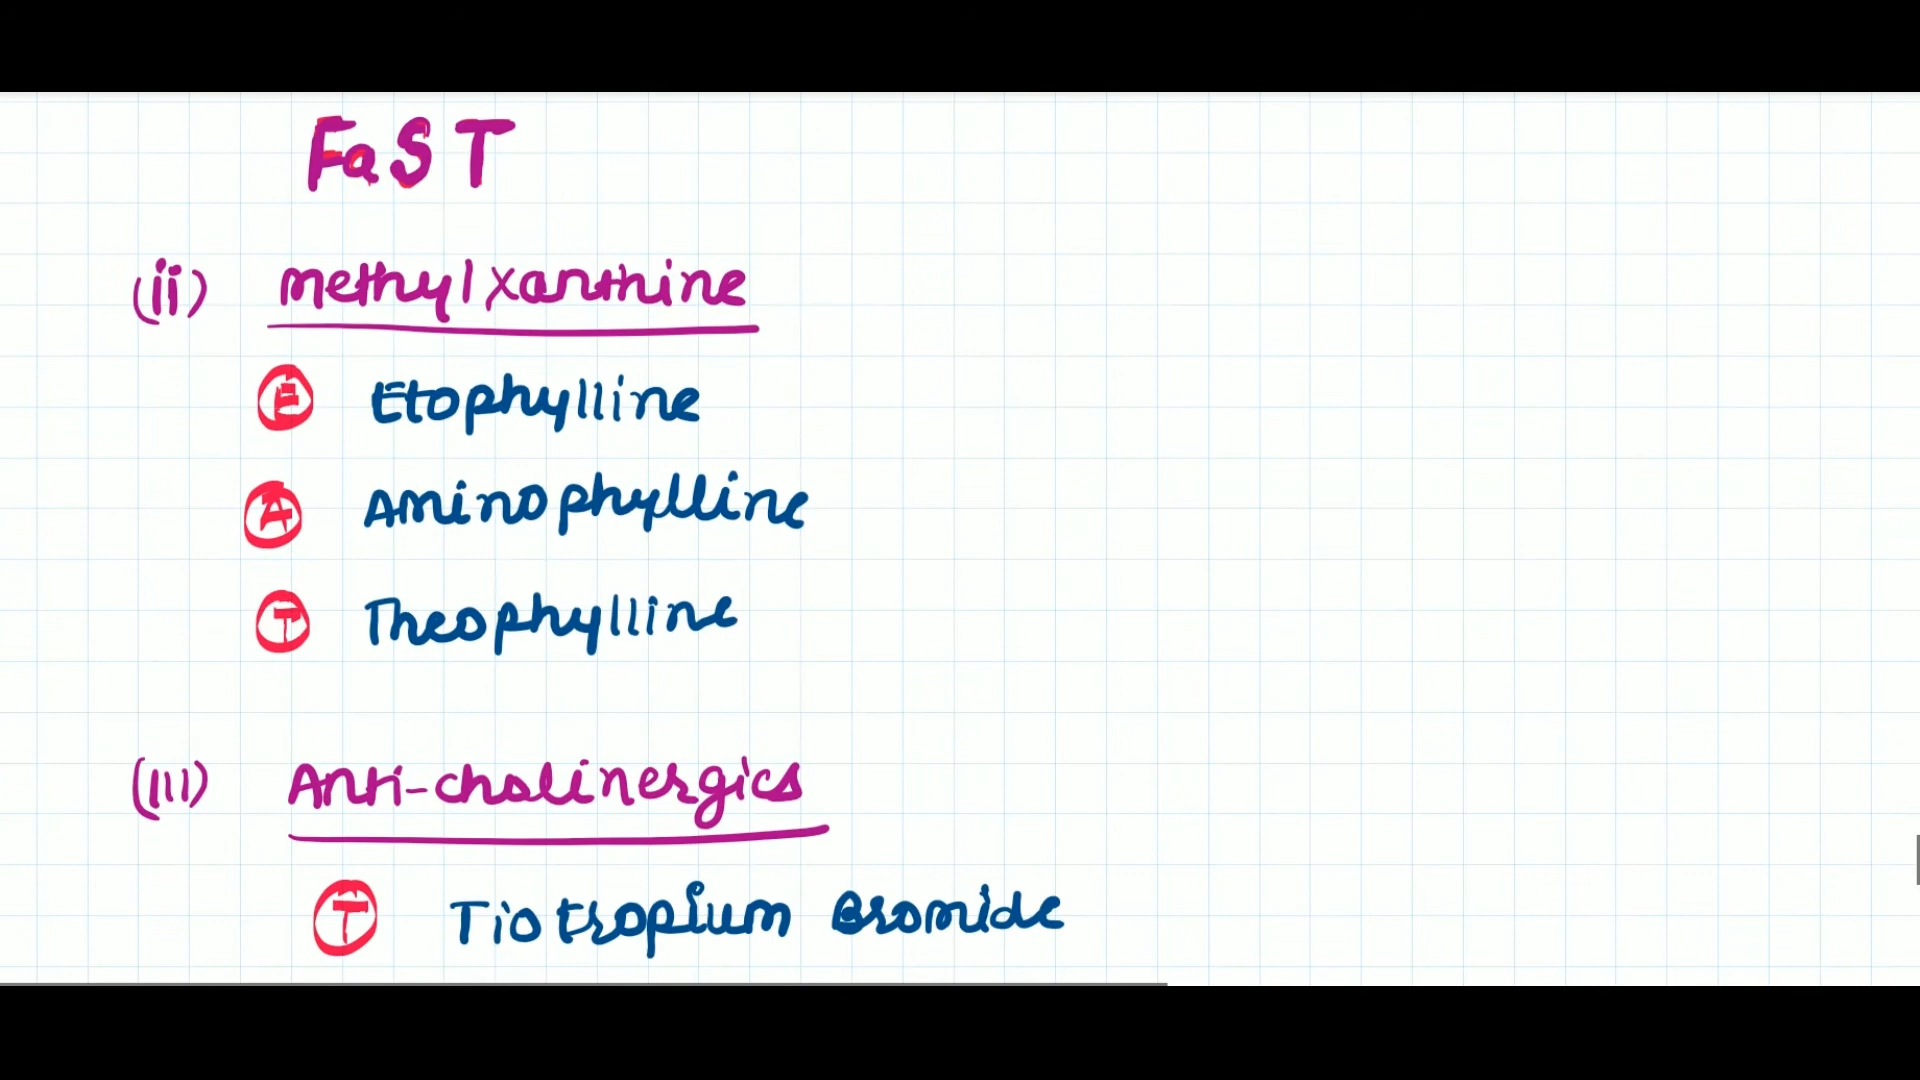 FaST
(ii) Methylxanthine
E Etophylline
A Aminophylline
T Theophylline
(III) Anti-cholinergics
T Tiotropium Bromide